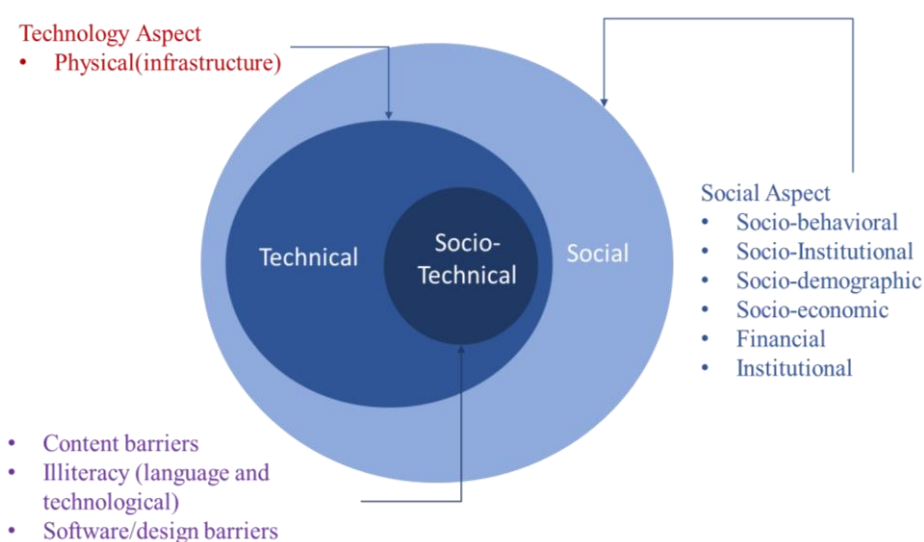 Technology Aspect
• Physical(infrastructure)
Technical
Socio-
Technical
Social
Social Aspect
• Socio-behavioral
• Socio-Institutional
• Socio-demographic
• Socio-economic
• Financial
• Institutional
• Content barriers
• Illiteracy (language and
technological)
• Software/design barriers